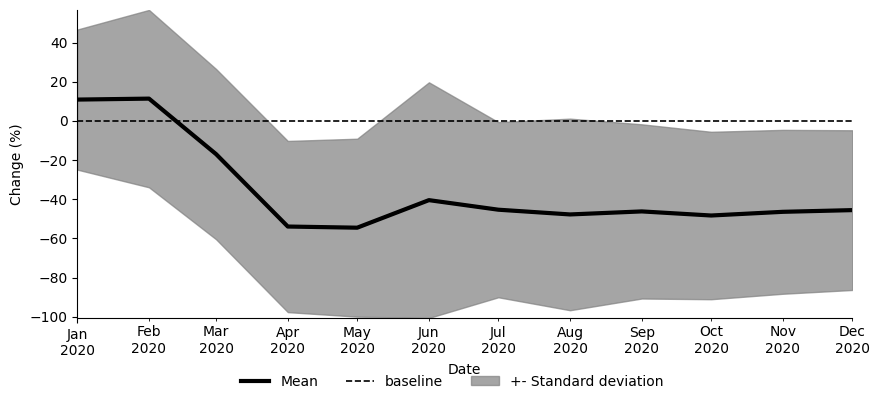 40
20
0
−20
−40
−60
−80
−100
Change (%)
Jan Feb Mar Apr May Jun Jul Aug Sep Oct Nov Dec
2020 2020 2020 2020 2020 2020 2020 2020 2020 2020 2020 2020
Date
Mean baseline +- Standard deviation